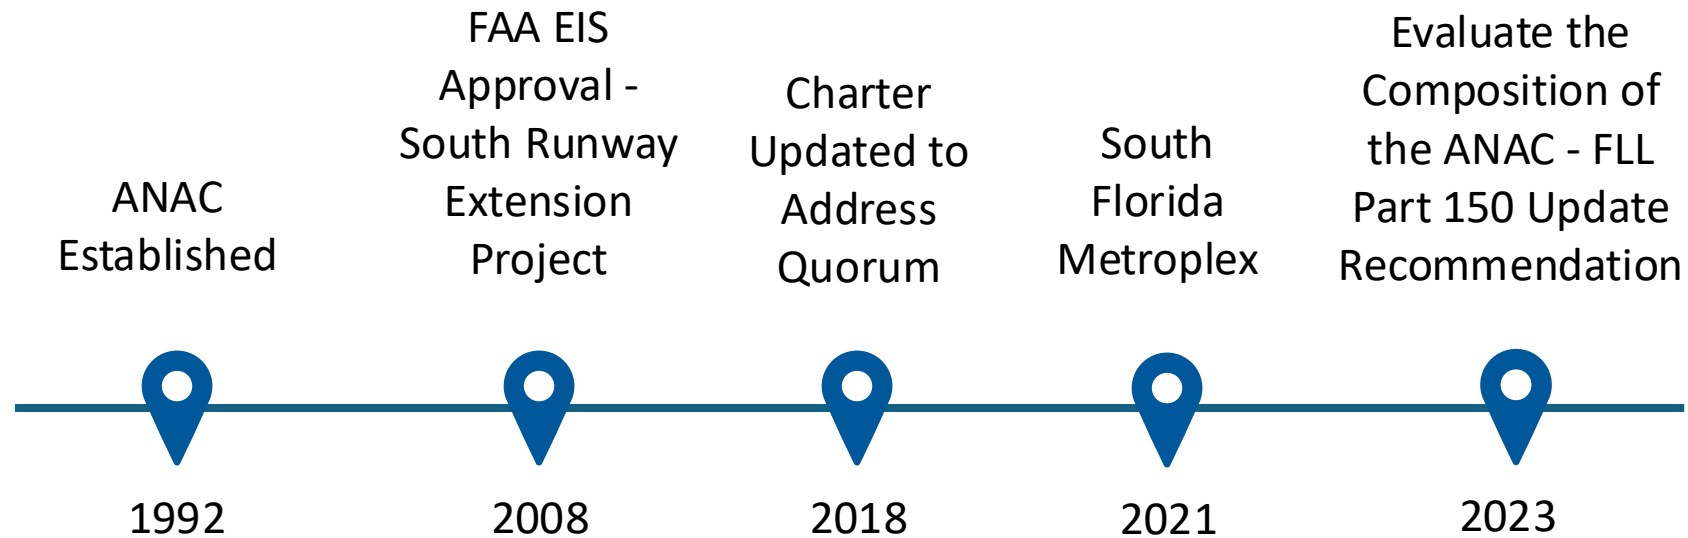 ANAC
Established
1992
FAA EIS
Approval -
South Runway
Extension
Project
2008
Charter
Updated to
Address
Quorum
2018
South
Florida
Metroplex
2021
Evaluate the
Composition of
the ANAC - FLL
Part 150 Update
Recommendation
2023